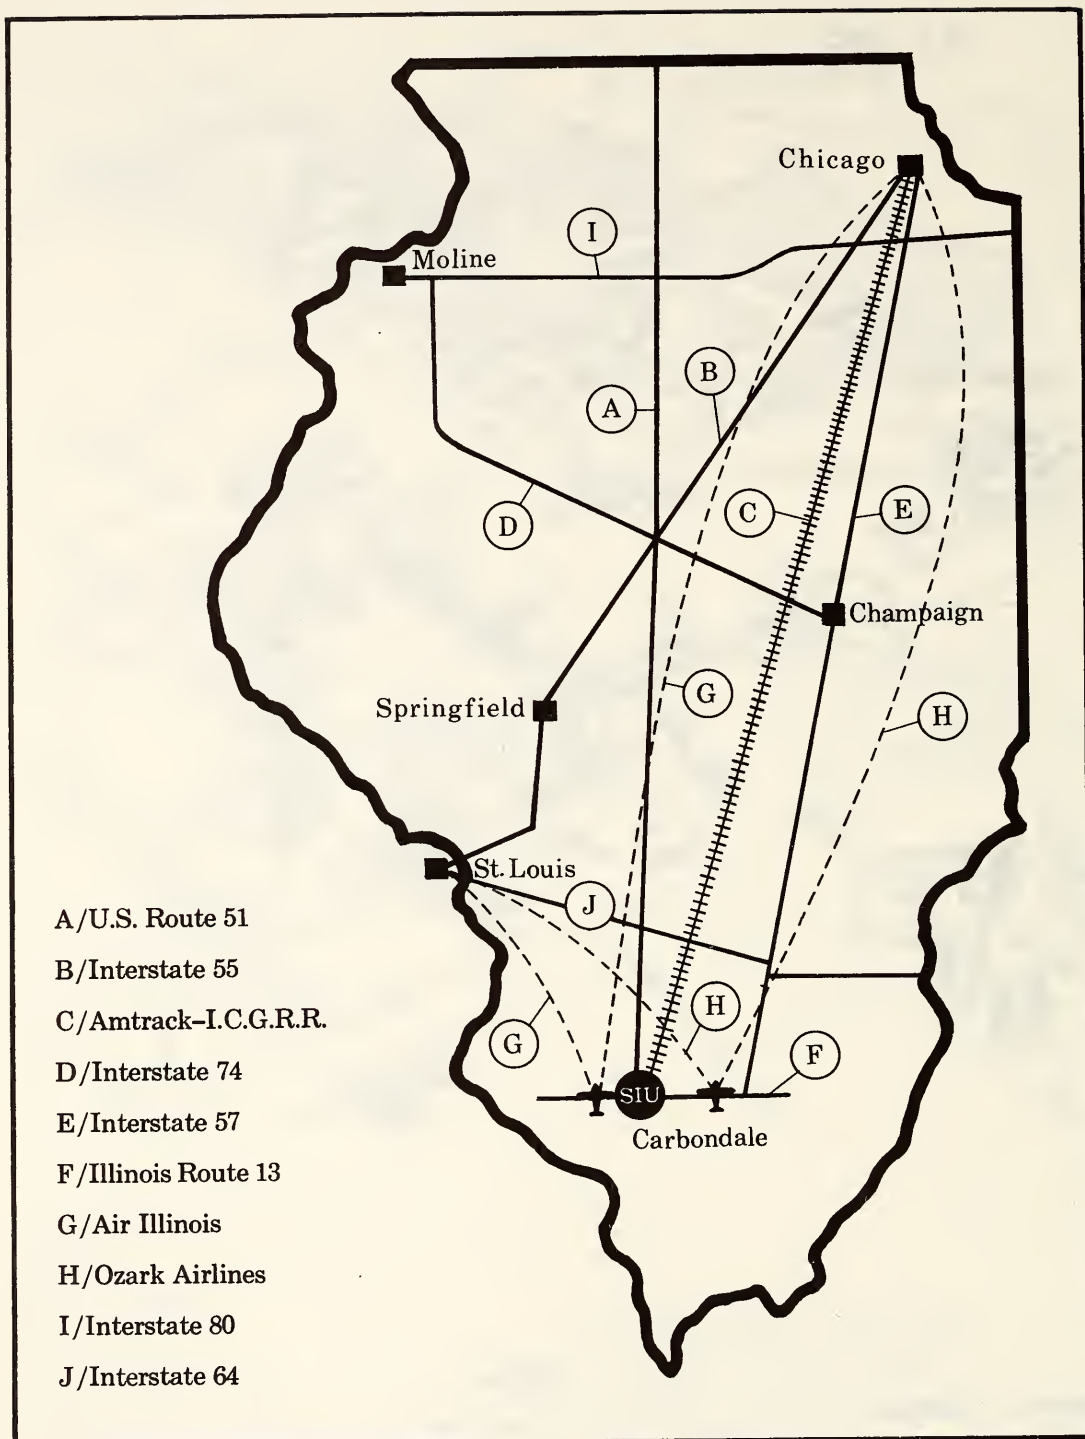 Chicago
I
Moline
B
A
C
E
D
Champaign
G
H
Springfield
St. Louis
J
A/U.S. Route 51
B/Interstate 55
C/Amtrack–I.C.G.R.R.
D/Interstate 74
E/Interstate 57
F/Illinois Route 13
G/Air Illinois
H/Ozark Airlines
I/Interstate 80
J/Interstate 64
H
G
F
SIU
Carbondale